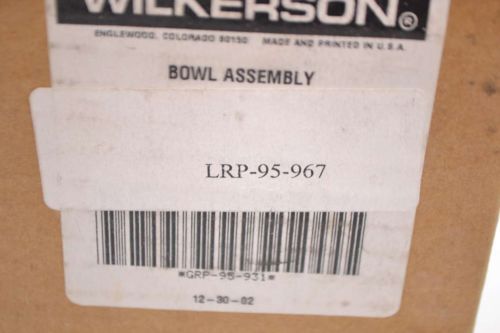 WILKERSON®
ENGLEWOOD, COLORADO 80150 MADE AND PRINTED IN U.S.A.
BOWL ASSEMBLY
LRP-95-967
*GRP-95-931*
12-30-02